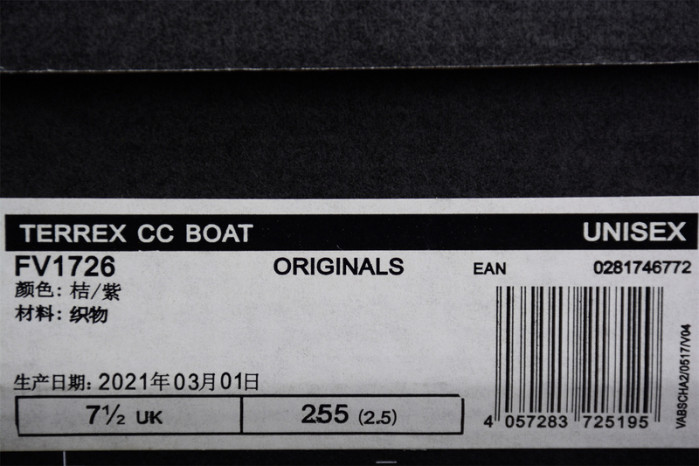 TERREX CC BOAT UNISEX
FV1726 ORIGINALS EAN 0281746772
颜色: 桔/紫
材料: 织物
生产日期: 2021年03月01日
7½ UK 255 (2.5)
4 057283 725195
VABSCHA2/0517/V04